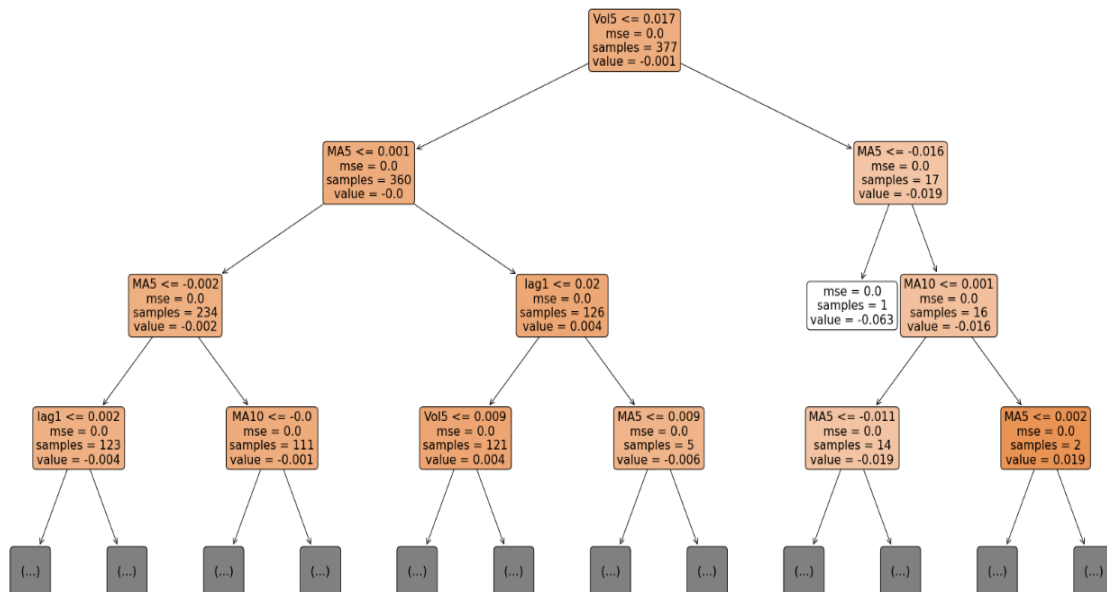 Vol5 <= 0.017
mse = 0.0
samples = 377
value = -0.001
MA5 <= 0.001
mse = 0.0
samples = 360
value = -0.0
MA5 <= -0.016
mse = 0.0
samples = 17
value = -0.019
MA5 <= -0.002
mse = 0.0
samples = 234
value = -0.002
lag1 <= 0.02
mse = 0.0
samples = 126
value = 0.004
mse = 0.0
samples = 1
value = -0.063
MA10 <= 0.001
mse = 0.0
samples = 16
value = -0.016
lag1 <= 0.002
mse = 0.0
samples = 123
value = -0.004
MA10 <= -0.0
mse = 0.0
samples = 111
value = -0.001
Vol5 <= 0.009
mse = 0.0
samples = 121
value = 0.004
MA5 <= 0.009
mse = 0.0
samples = 5
value = -0.006
MA5 <= -0.011
mse = 0.0
samples = 14
value = -0.019
MA5 <= 0.002
mse = 0.0
samples = 2
value = 0.019
(...)
(...)
(...)
(...)
(...)
(...)
(...)
(...)
(...)
(...)
(...)
(...)